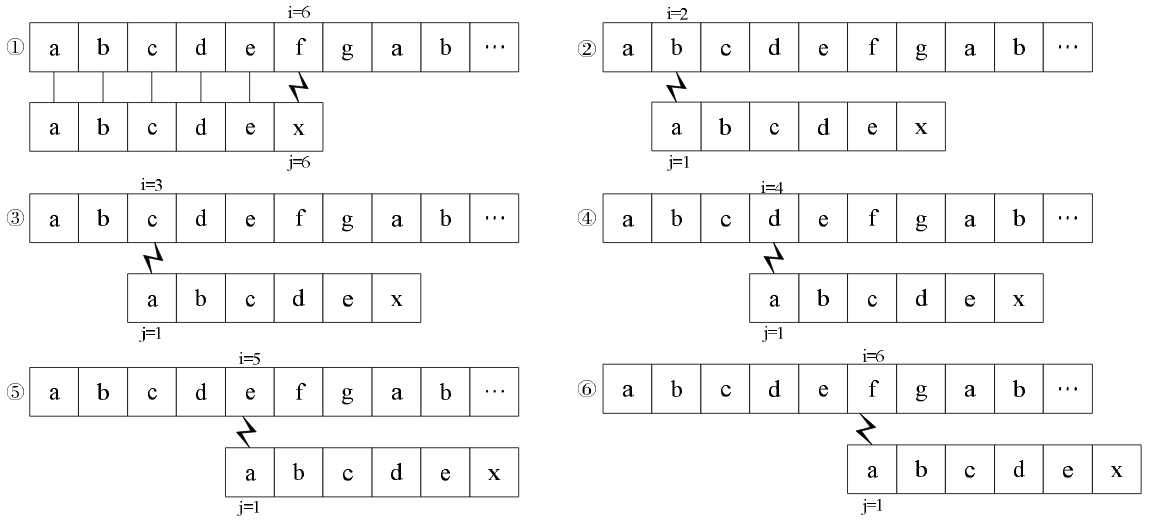 i=6
① a b c d e f g a b ···
a b c d e x
j=6
i=2
② a b c d e f g a b ···
a b c d e x
j=1
i=3
③ a b c d e f g a b ···
a b c d e x
j=1
i=4
④ a b c d e f g a b ···
a b c d e x
j=1
i=5
⑤ a b c d e f g a b ···
a b c d e x
j=1
i=6
⑥ a b c d e f g a b ···
a b c d e x
j=1